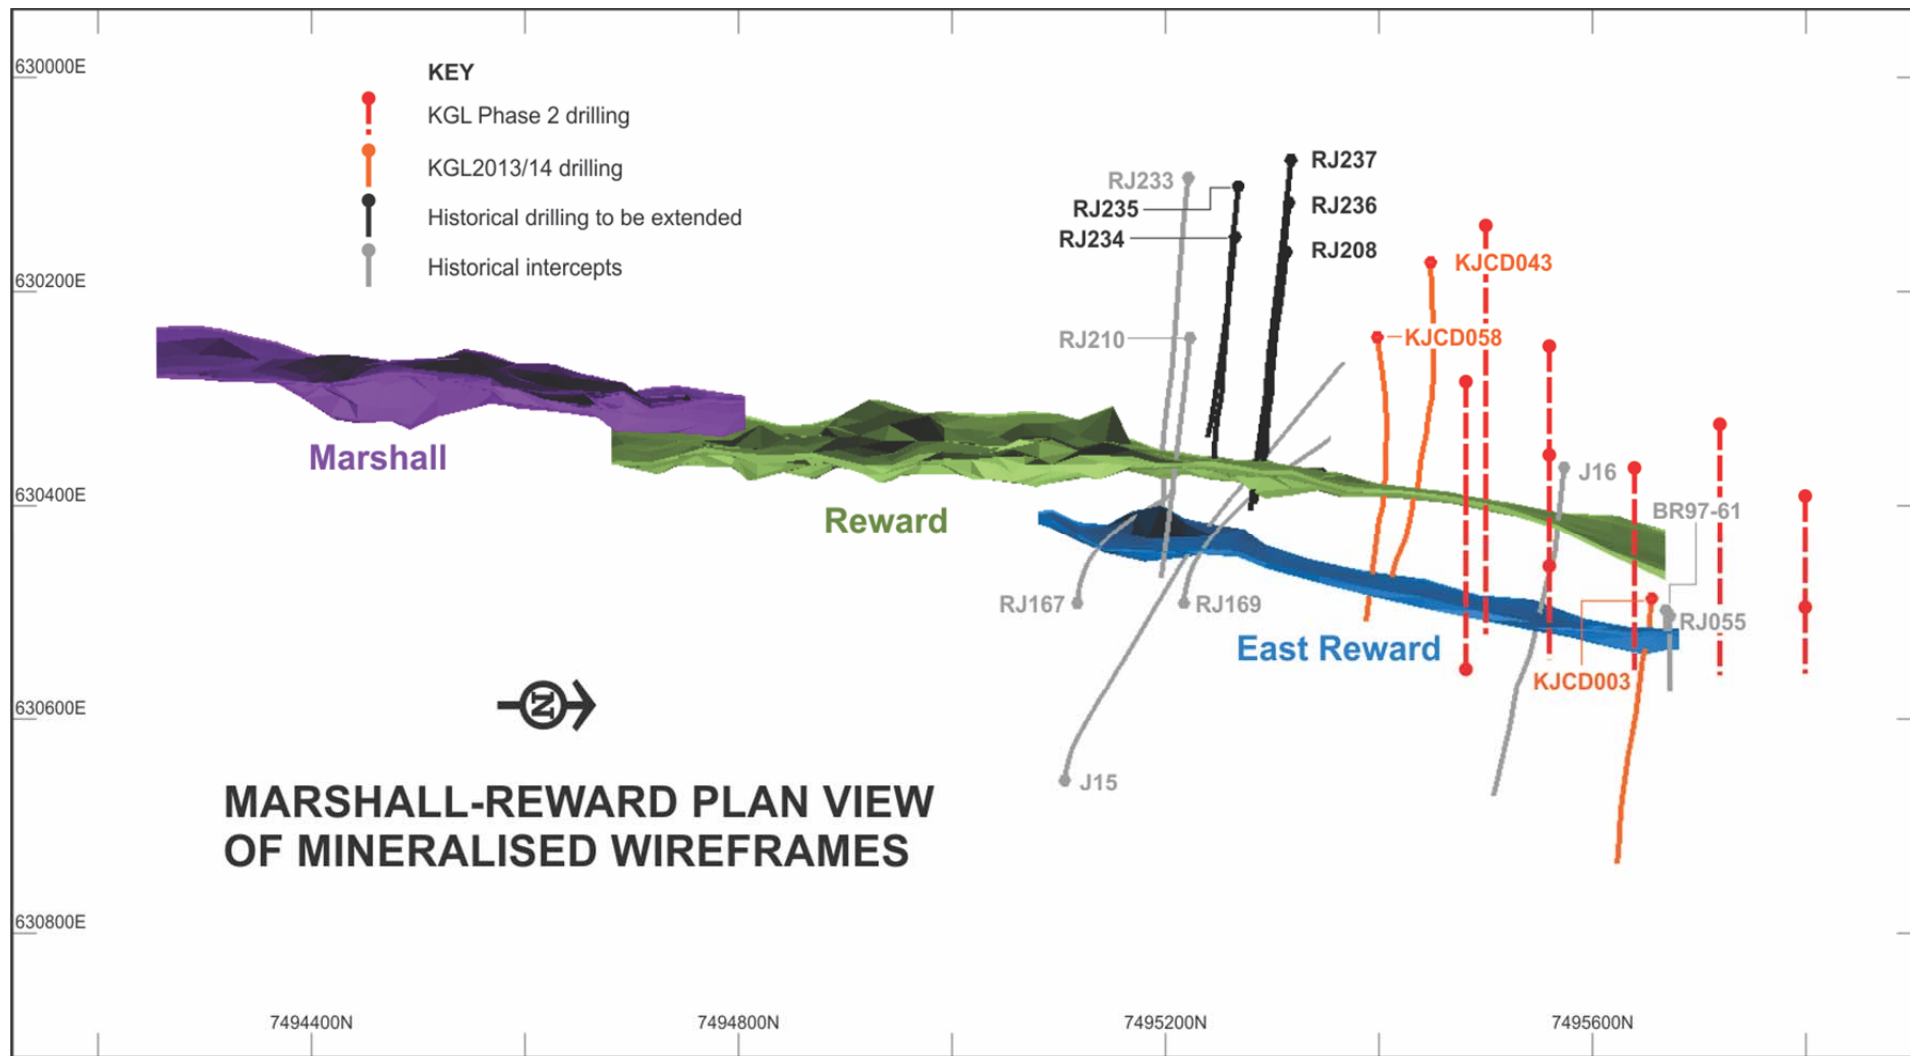 630000E
KEY
KGL Phase 2 drilling
KGL2013/14 drilling
Historical drilling to be extended
Historical intercepts
RJ237
RJ233
RJ235
RJ236
RJ234
RJ208
630200E
KJCD043
RJ210
KJCD058
Marshall
J16
630400E
BR97-61
Reward
RJ167
RJ169
RJ055
East Reward
KJCD003
N
630600E
J15
MARSHALL-REWARD PLAN VIEW
OF MINERALISED WIREFRAMES
630800E
7494400N
7494800N
7495200N
7495600N